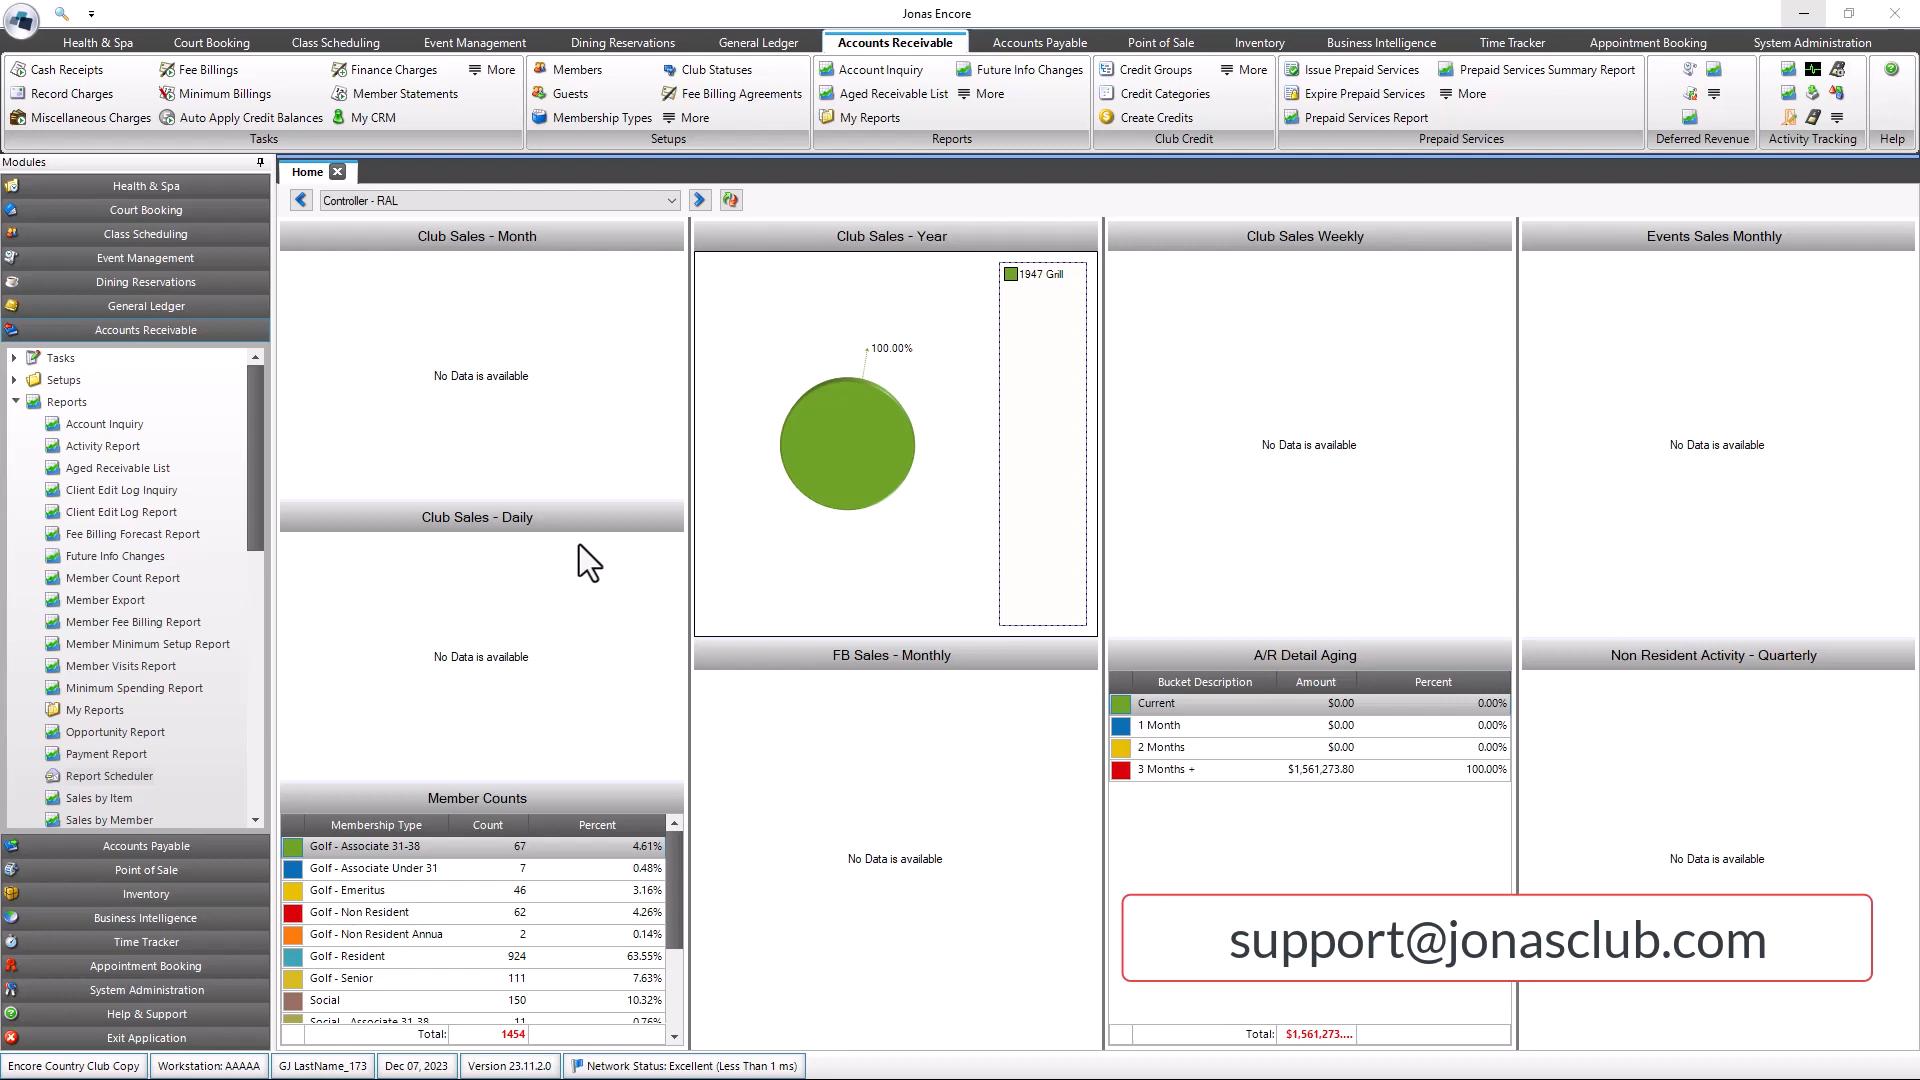 Jonas Encore
Health & Spa Court Booking Class Scheduling Event Management Dining Reservations General Ledger Accounts Receivable Accounts Payable Point of Sale Inventory Business Intelligence Time Tracker Appointment Booking System Administration
Cash Receipts Fee Billings Finance Charges More Members Club Statuses Account Inquiry Future Info Changes Credit Groups More Issue Prepaid Services Prepaid Services Summary Report
Record Charges Minimum Billings Member Statements Guests Fee Billing Agreements Aged Receivable List More Credit Categories Expire Prepaid Services More
Miscellaneous Charges Auto Apply Credit Balances My CRM Membership Types More My Reports Create Credits Prepaid Services Report
Tasks Setups Reports Club Credit Prepaid Services Deferred Revenue Activity Tracking Help
Modules
Health & Spa
Court Booking
Class Scheduling
Event Management
Dining Reservations
General Ledger
Accounts Receivable
Tasks
Setups
Reports
Account Inquiry
Activity Report
Aged Receivable List
Client Edit Log Inquiry
Client Edit Log Report
Fee Billing Forecast Report
Future Info Changes
Member Count Report
Member Export
Member Fee Billing Report
Member Minimum Setup Report
Member Visits Report
Minimum Spending Report
My Reports
Opportunity Report
Payment Report
Report Scheduler
Sales by Item
Sales by Member
Accounts Payable
Point of Sale
Inventory
Business Intelligence
Time Tracker
Appointment Booking
System Administration
Help & Support
Exit Application
Home
Controller - RAL
Club Sales - Month
No Data is available
Club Sales - Daily
No Data is available
Member Counts
Membership Type Count Percent
Golf - Associate 31-38 67 4.61%
Golf - Associate Under 31 7 0.48%
Golf - Emeritus 46 3.16%
Golf - Non Resident 62 4.26%
Golf - Non Resident Annua 2 0.14%
Golf - Resident 924 63.55%
Golf - Senior 111 7.63%
Social 150 10.32%
Social - Associate 31-38 11 0.76%
Total: 1454
Club Sales - Year
1947 Grill
100.00%
FB Sales - Monthly
No Data is available
Club Sales Weekly
No Data is available
A/R Detail Aging
Bucket Description Amount Percent
Current $0.00 0.00%
1 Month $0.00 0.00%
2 Months $0.00 0.00%
3 Months + $1,561,273.80 100.00%
Total: $1,561,273....
Events Sales Monthly
No Data is available
Non Resident Activity - Quarterly
No Data is available
support@jonasclub.com
Encore Country Club Copy Workstation: AAAAA GJ LastName_173 Dec 07, 2023 Version 23.11.2.0 Network Status: Excellent (Less Than 1 ms)